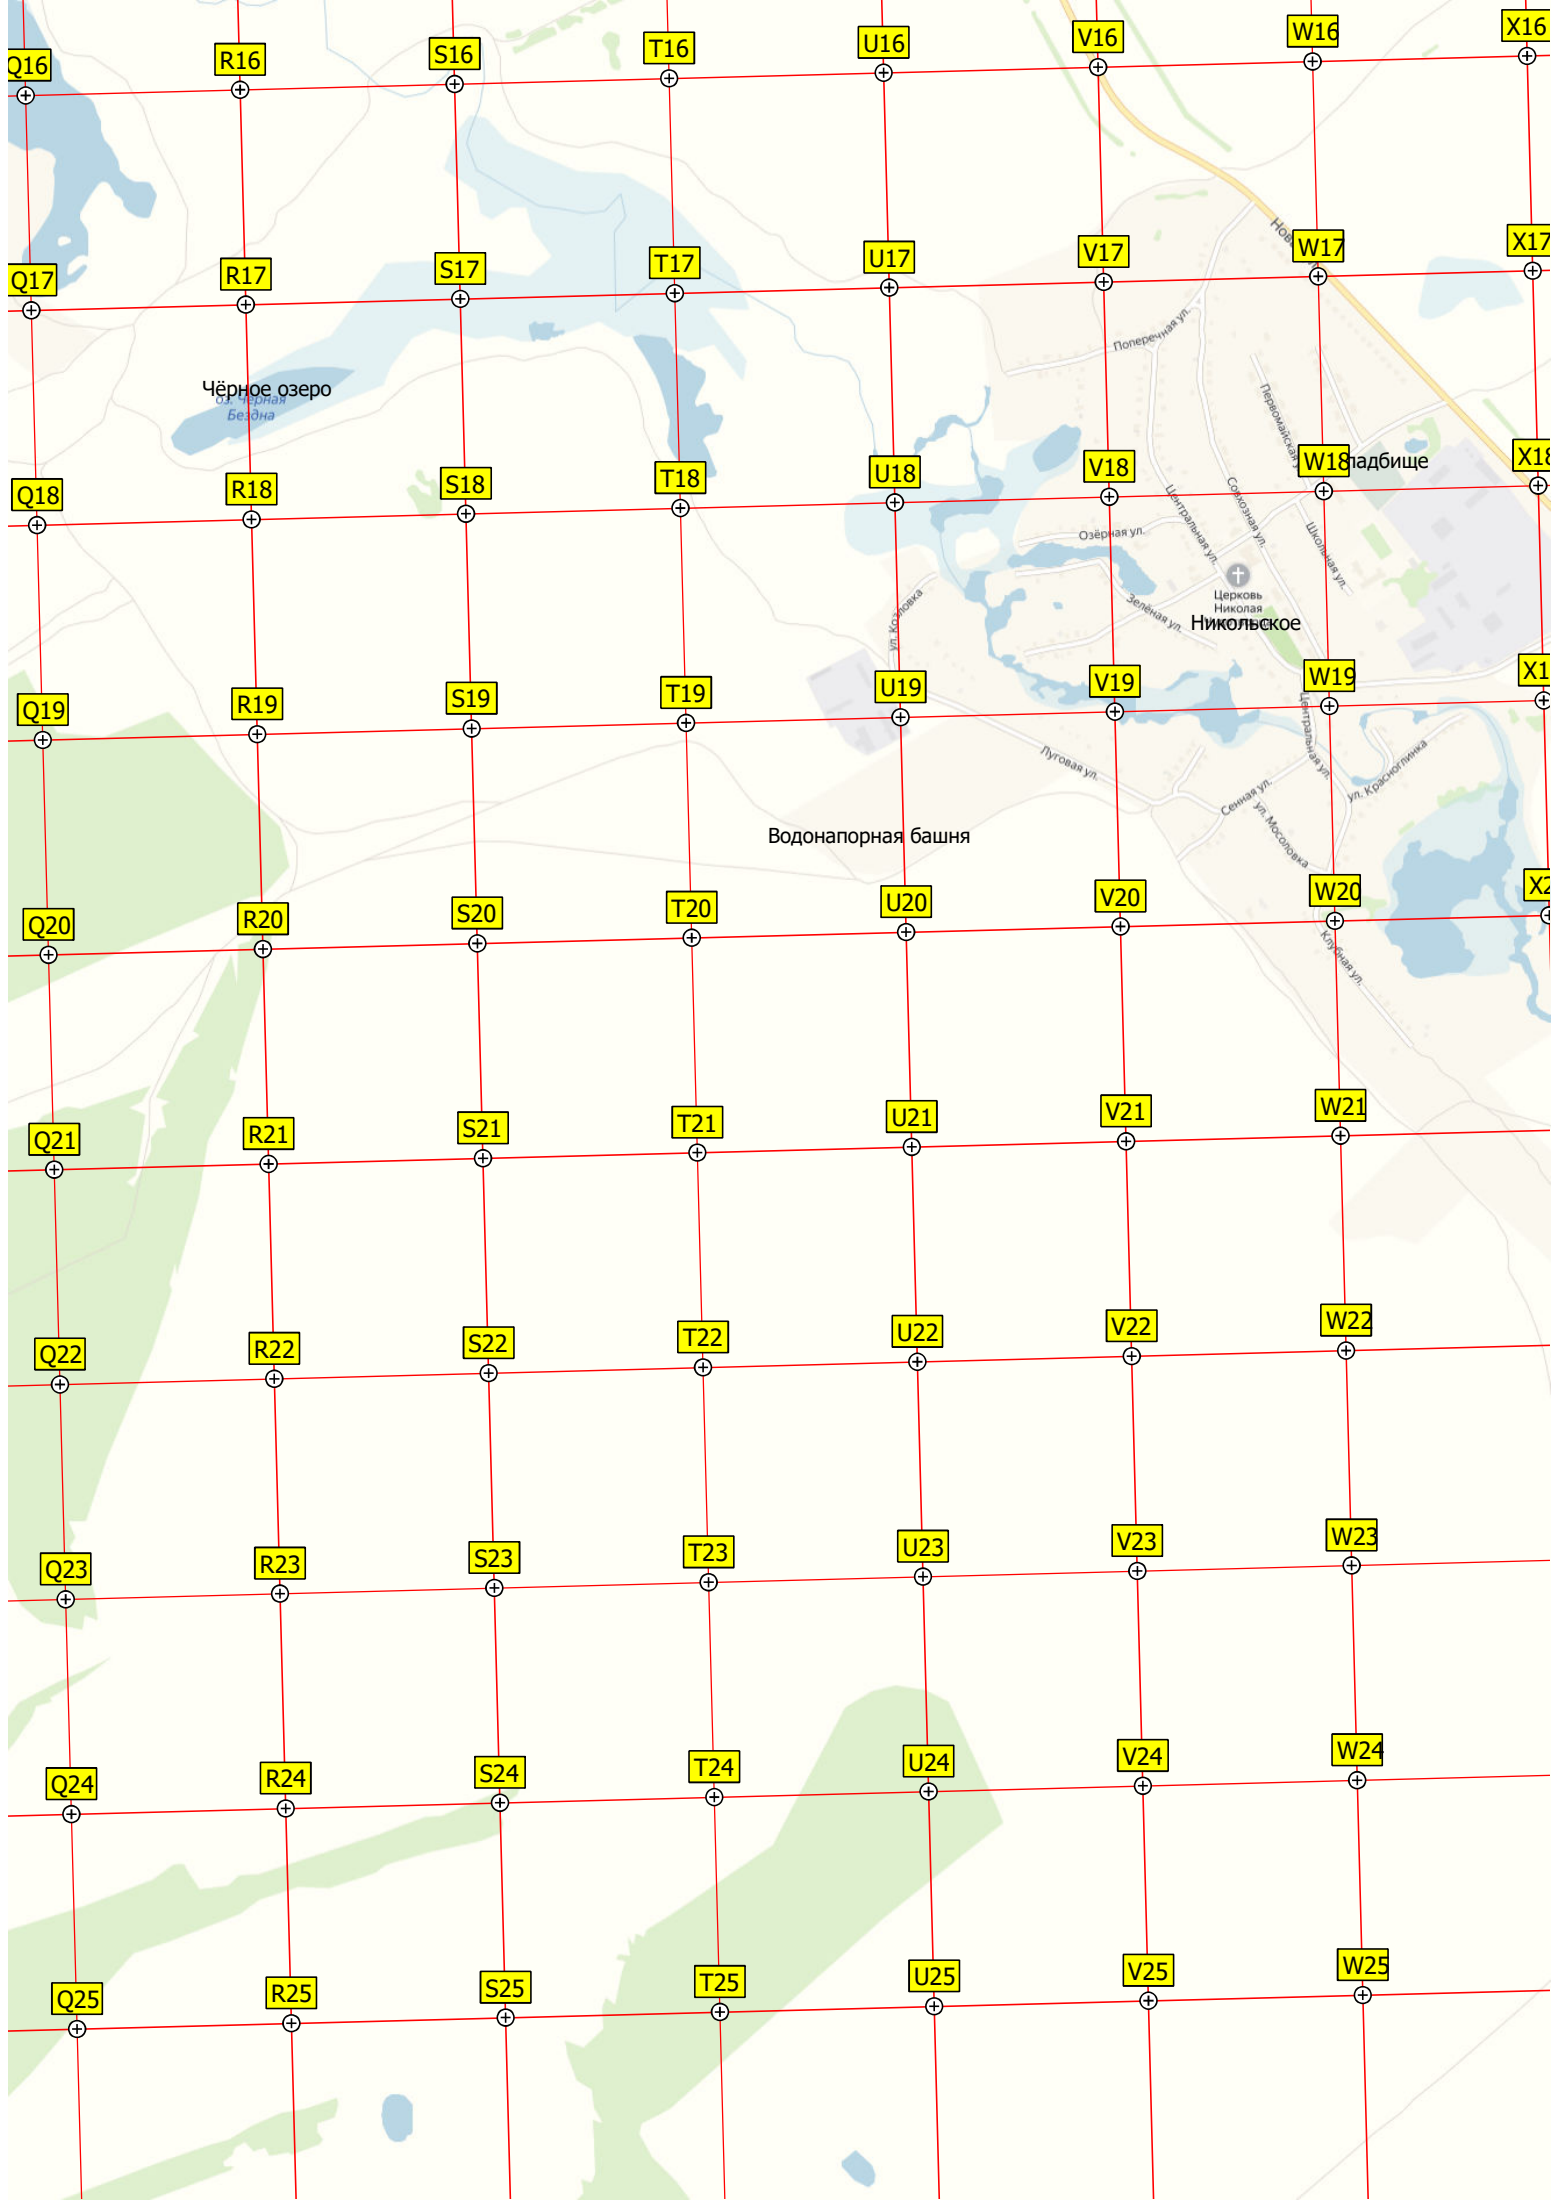 Q16 R16 S16 T16 U16 V16 W16 X16
Q17 R17 S17 T17 U17 V17 W17 X17
Поперечная ул.
Чёрное озеро
оз. Чёрная
Бездна
Первомайская
Q18 R18 S18 T18 U18 V18 W18
Центральная ул.
Совхозная ул.
Школьная ул.
Озёрная ул.
Церковь
Николая
Зелёная ул.
Никольское
ул. Козловка
Q19 R19 S19 T19 U19 V19 W19
Центральная ул.
Луговая ул.
Сенная ул.
ул. Красноглинка
ул. Мосоловка
Водонапорная башня
Q20 R20 S20 T20 U20 V20 W20
Клубная ул.
Q21 R21 S21 T21 U21 V21 W21
Q22 R22 S22 T22 U22 V22 W22
Q23 R23 S23 T23 U23 V23 W23
Q24 R24 S24 T24 U24 V24 W24
Q25 R25 S25 T25 U25 V25 W25